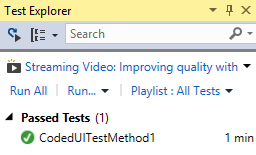 Test Explorer
Search
Streaming Video: Improving quality with
Run All | Run... | Playlist : All Tests
Passed Tests (1)
CodedUITestMethod1 1 min